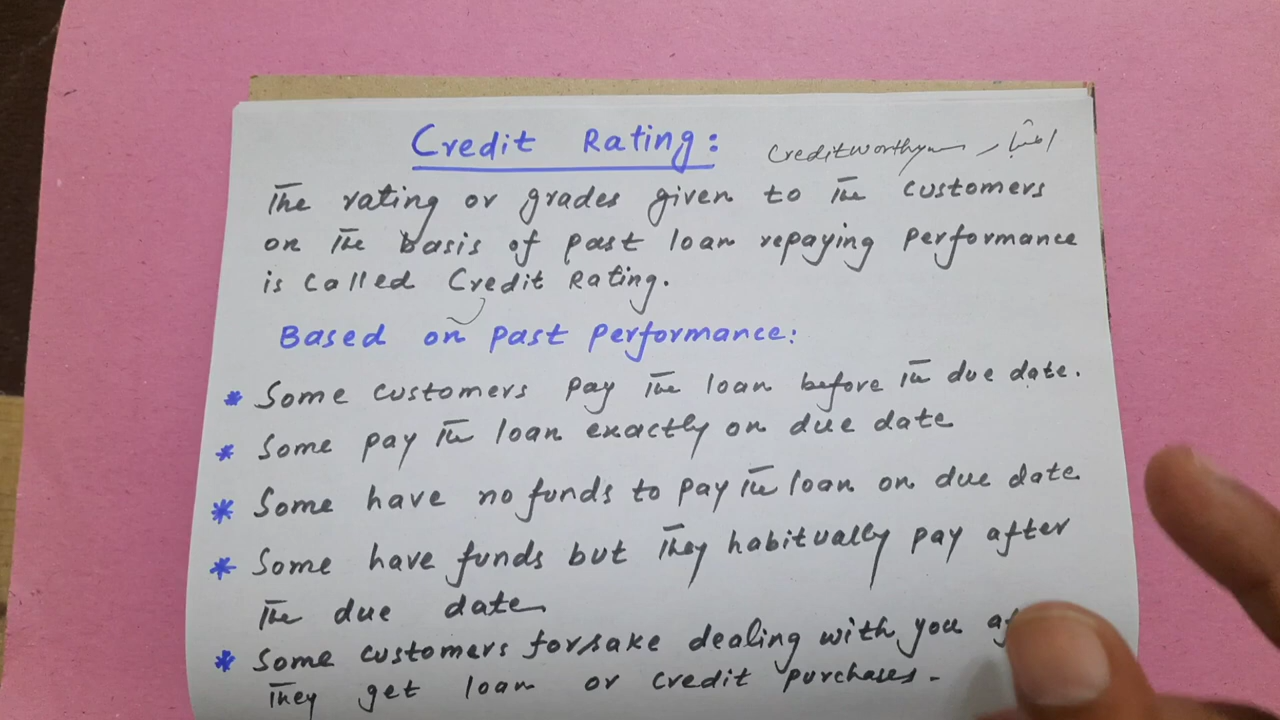 Credit Rating:
Creditworthyn اعتبار
The rating or grades given to the customers
on the basis of past loan repaying performance
is called Credit Rating.
Based on past performance:
* Some customers pay the loan before the due date.
* Some pay the loan exactly on due date
* Some have no funds to pay the loan on due date
* Some have funds but they habitually pay after
the due date
* Some customers forsake dealing with you
they get loan or credit purchases.